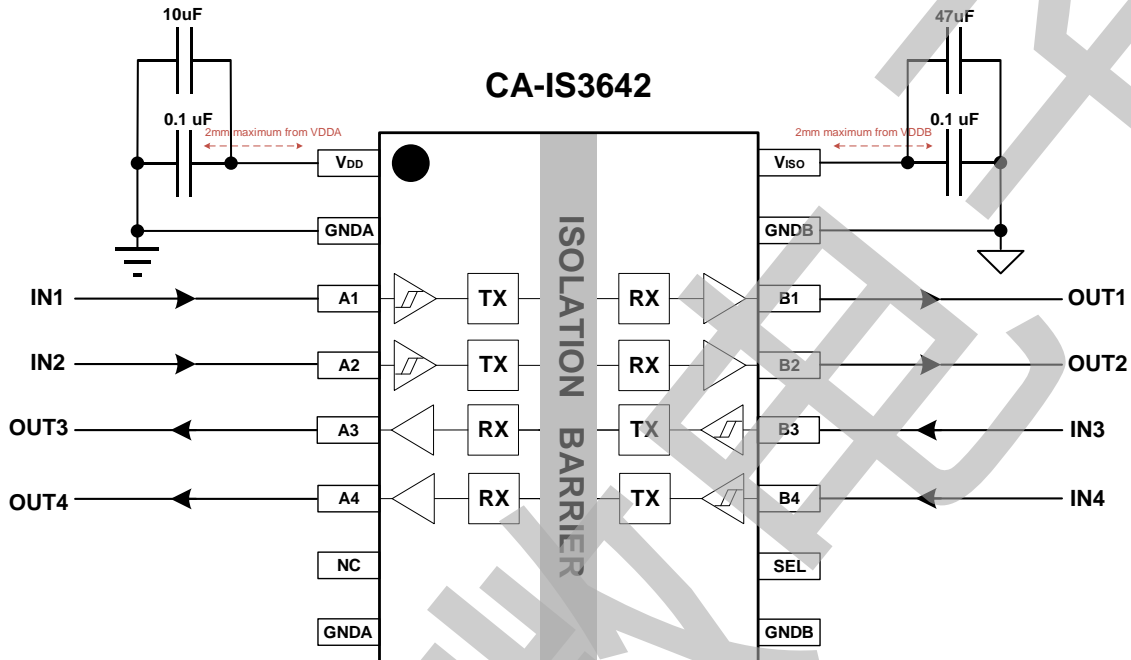 10uF
47uF
CA-IS3642
0.1 uF
0.1 uF
2mm maximum from VDDA
2mm maximum from VDDB
VDD
VISO
GNDA
GNDB
IN1
A1
TX
RX
B1
OUT1
IN2
A2
TX
RX
B2
OUT2
OUT3
A3
RX
TX
B3
IN3
OUT4
A4
RX
TX
B4
IN4
ISOLATION BARRIER
NC
SEL
GNDA
GNDB